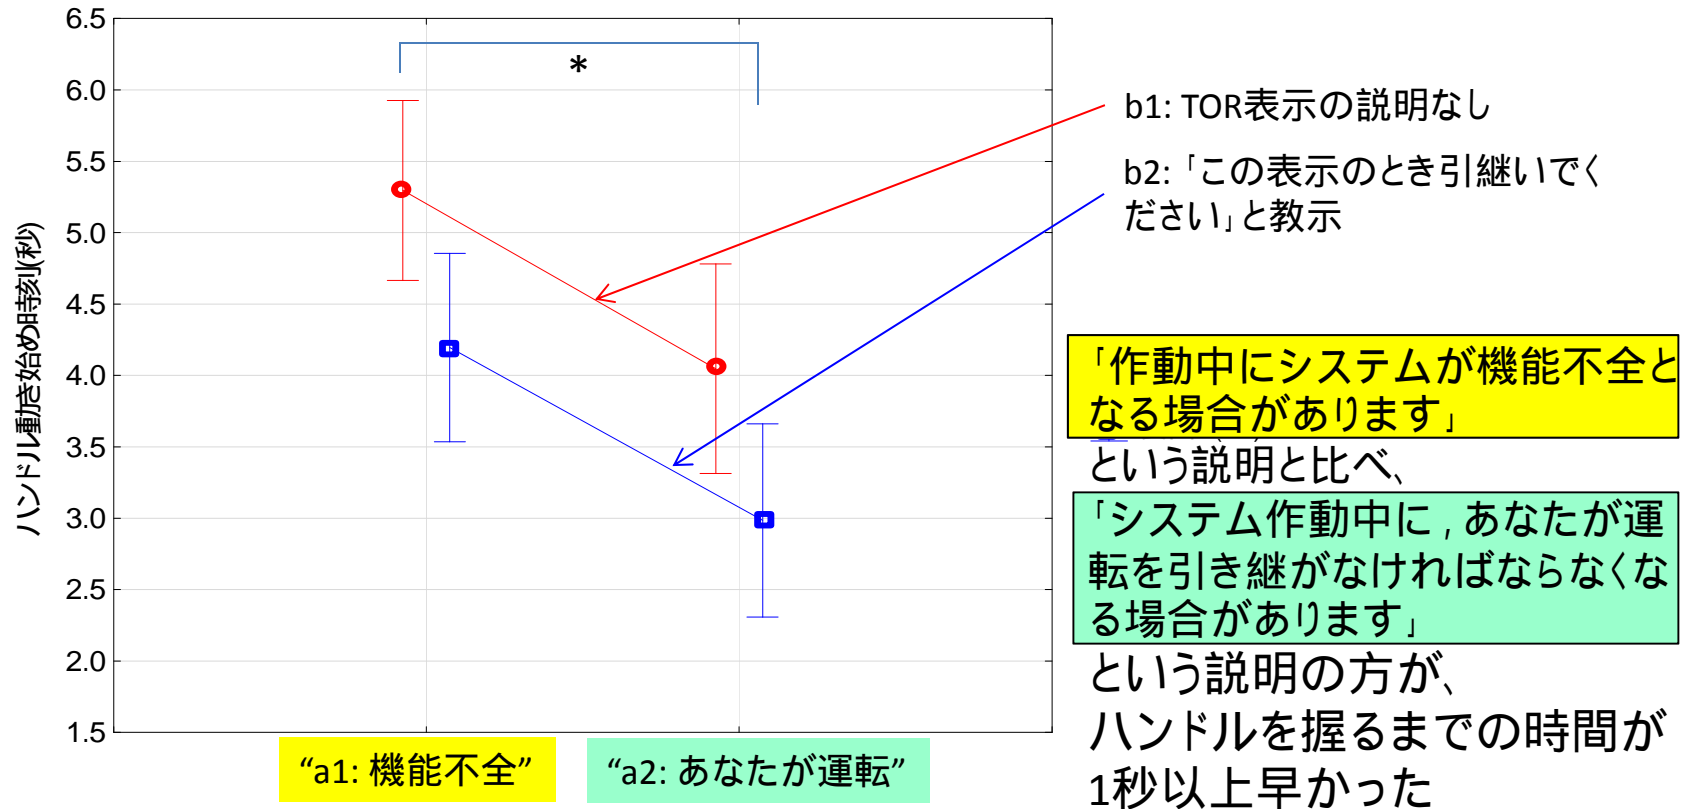 6.5
6.0
5.5
5.0
4.5
4.0
3.5
3.0
2.5
2.0
1.5
ハンドル動き始め時刻(秒)
*
“a1: 機能不全”
“a2: あなたが運転”
b1: TOR表示の説明なし
b2: 「この表示のとき引継いでく
ださい」と教示
「作動中にシステムが機能不全と
なる場合があります」
という説明と比べ、
「システム作動中に,あなたが運
転を引き継がなければならなくな
る場合があります」
という説明の方が、
ハンドルを握るまでの時間が
1秒以上早かった